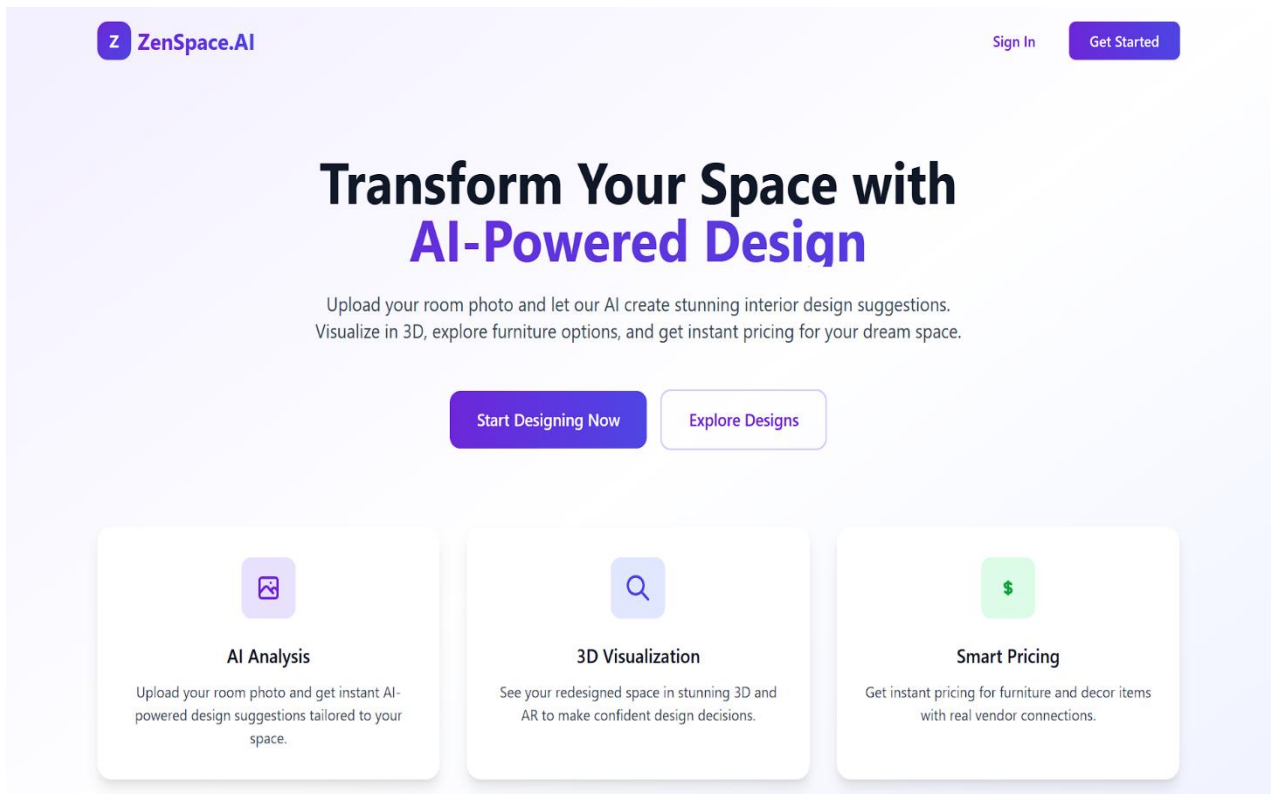 Z ZenSpace.AI
Sign In
Get Started
Transform Your Space with
AI-Powered Design
Upload your room photo and let our AI create stunning interior design suggestions.
Visualize in 3D, explore furniture options, and get instant pricing for your dream space.
Start Designing Now
Explore Designs
AI Analysis
Upload your room photo and get instant AI-
powered design suggestions tailored to your
space.
3D Visualization
See your redesigned space in stunning 3D and
AR to make confident design decisions.
$
Smart Pricing
Get instant pricing for furniture and decor items
with real vendor connections.